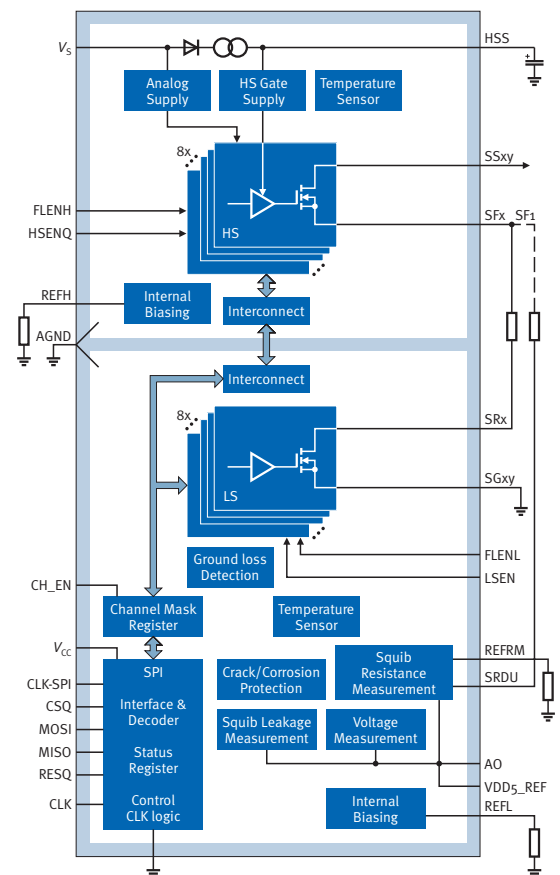 VS
HSS
Analog
Supply
HS Gate
Supply
Temperature
Sensor
+
8x
SSxy
FLENH
SFx
SF1
HSENQ
HS
REFH
Internal
Biasing
Interconnect
AGND
Interconnect
8x
SRx
SGxy
LS
Ground loss
Detection
FLENL
LSEN
CH_EN
Channel Mask
Register
Temperature
Sensor
VCC
SPI
Interface &
Decoder
Status
Register
Control
CLK logic
CLK-SPI
CSQ
MOSI
MISO
RESQ
CLK
Crack/Corrosion
Protection
Squib
Resistance
Measurement
REFRM
SRDU
Squib Leakage
Measurement
Voltage
Measurement
AO
VDD5_REF
Internal
Biasing
REFL